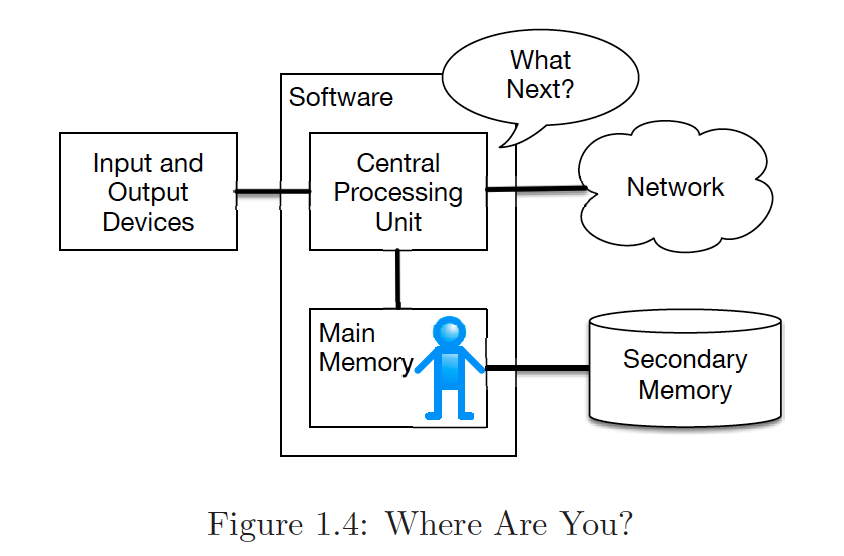 What
Next?
Software
Input and
Output
Devices
Central
Processing
Unit
Network
Main
Memory
Secondary
Memory
Figure 1.4: Where Are You?